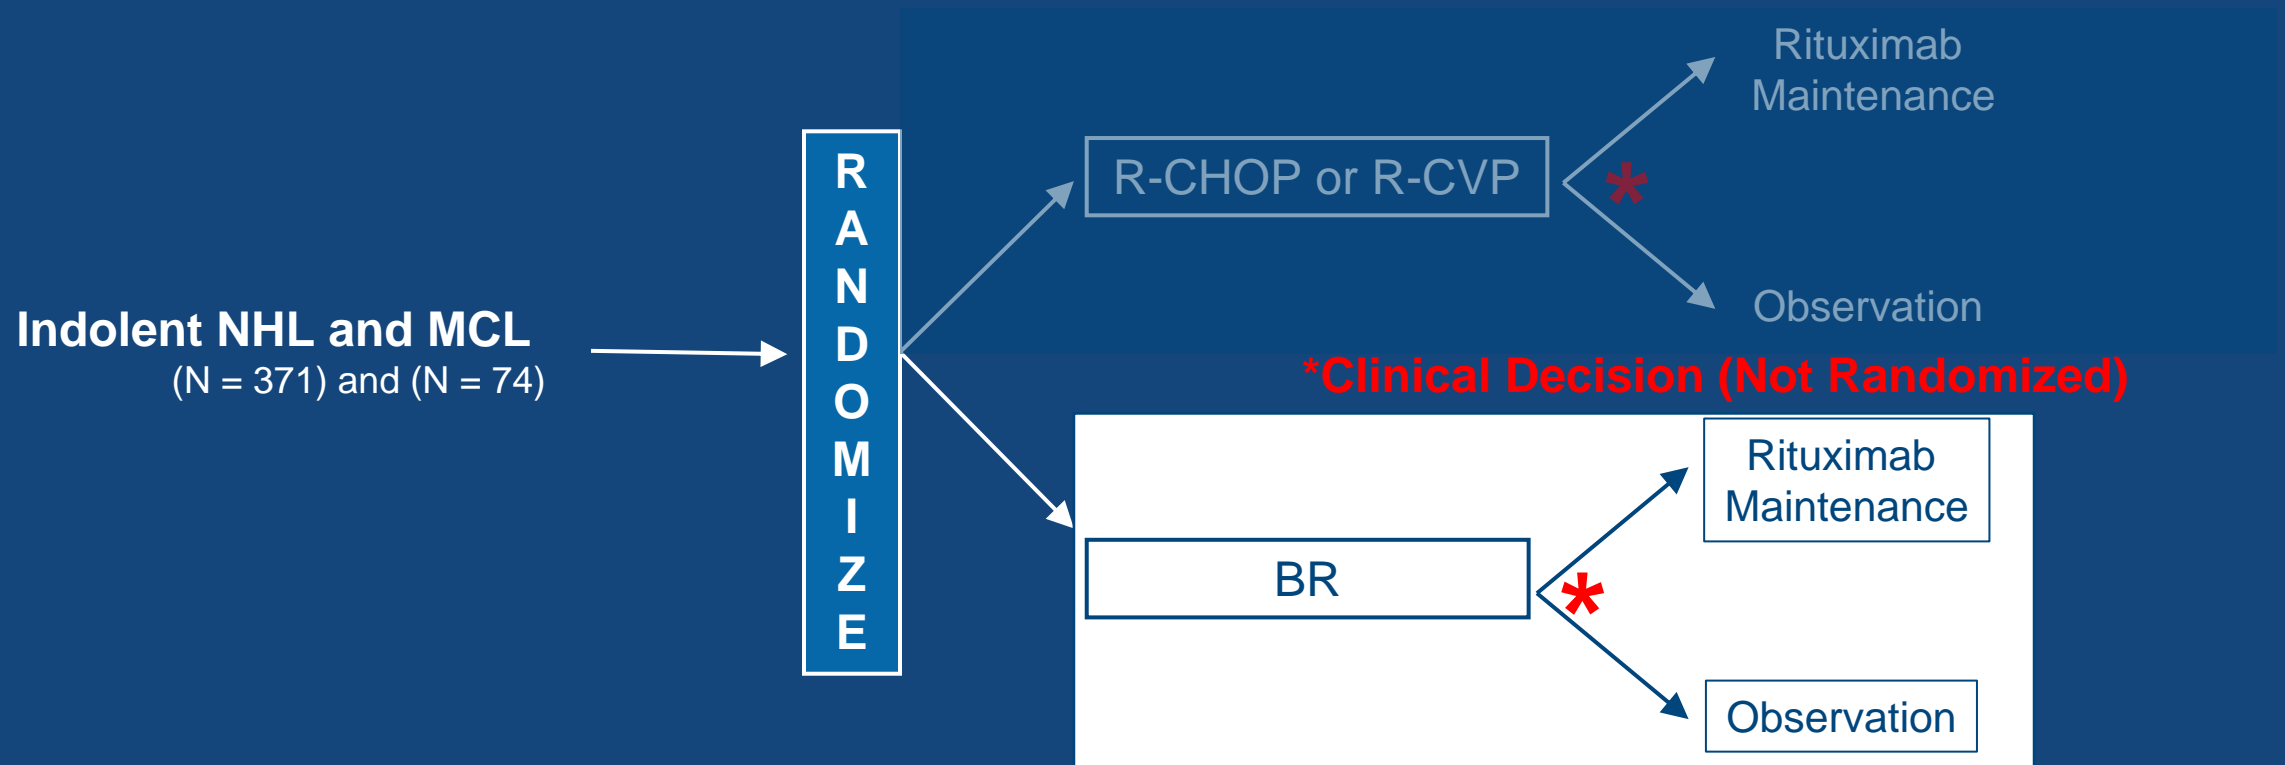 Indolent NHL and MCL
(N = 371) and (N = 74)
R
A
N
D
O
M
I
Z
E
R-CHOP or R-CVP
*
Rituximab
Maintenance
Observation
*Clinical Decision (Not Randomized)
BR
*
Rituximab
Maintenance
Observation